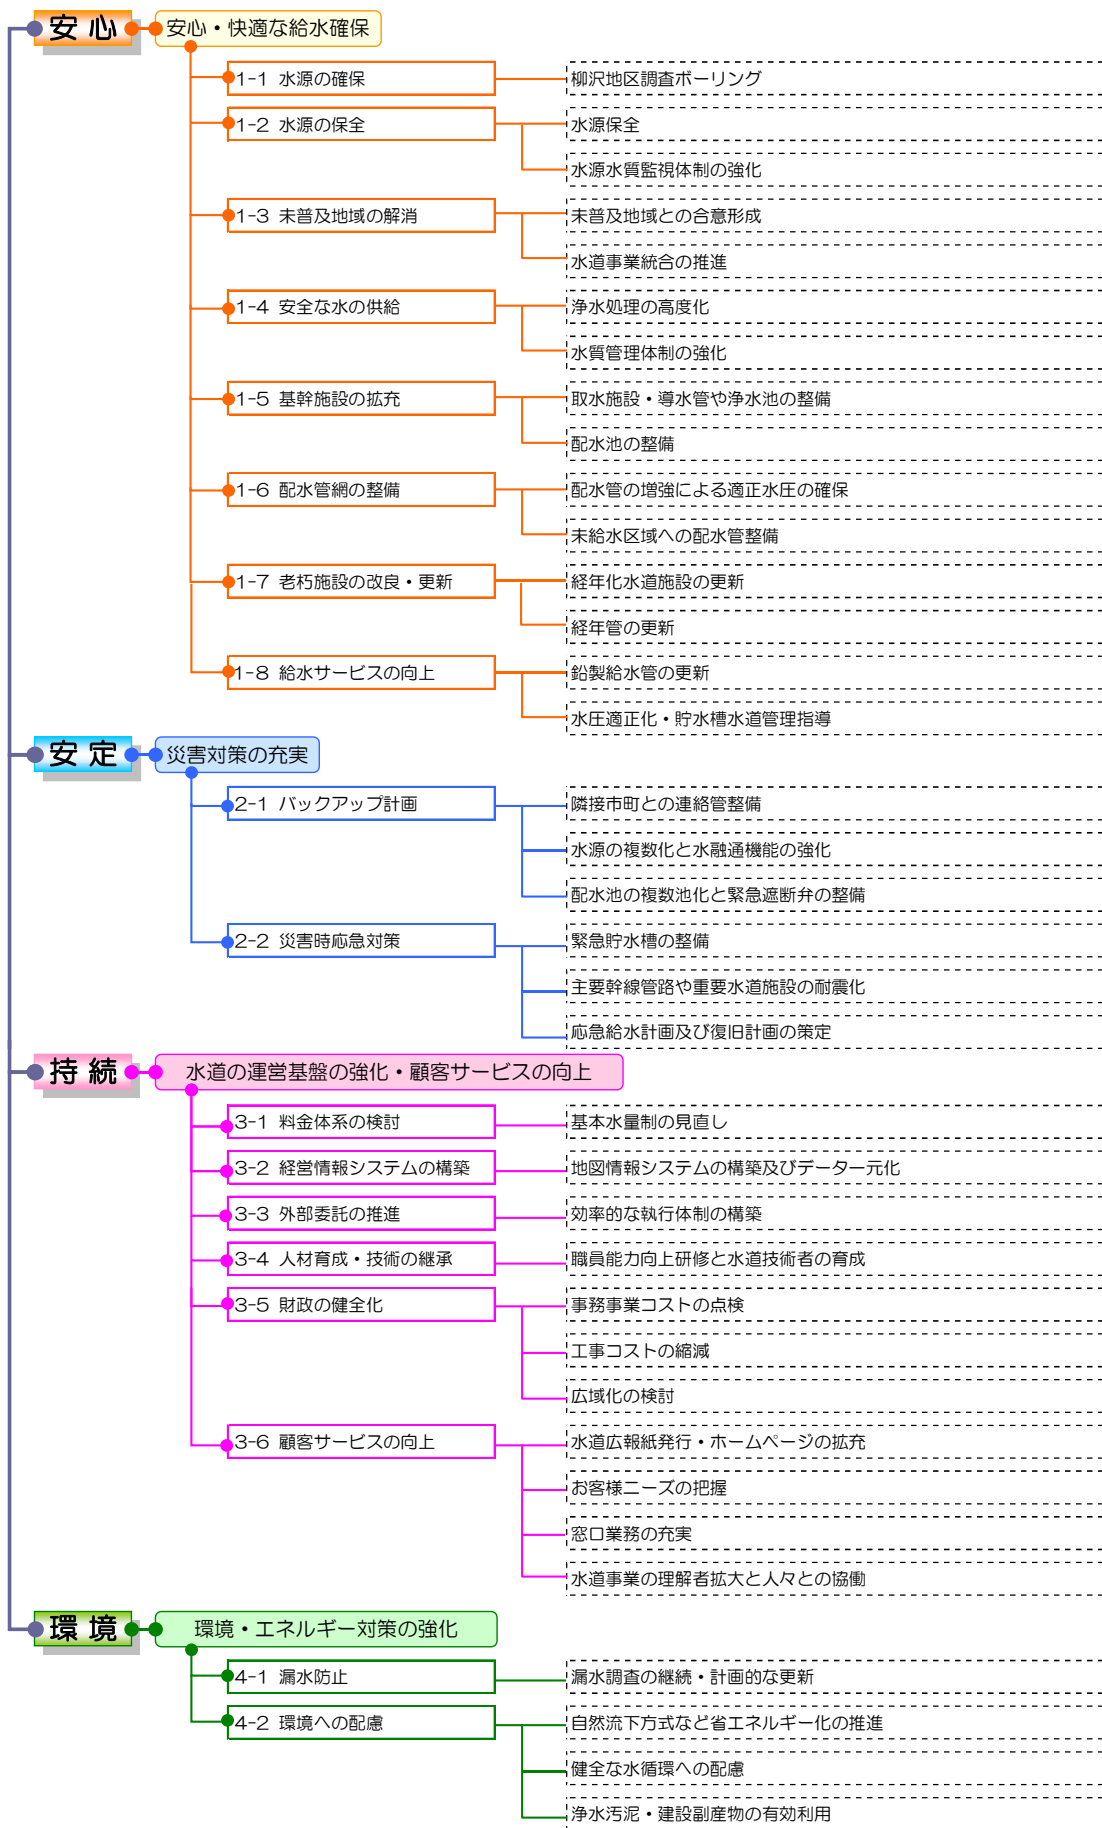 安心
安心・快適な給水確保
1-1 水源の確保
柳沢地区調査ボーリング
1-2 水源の保全
水源保全
水源水質監視体制の強化
1-3 未普及地域の解消
未普及地域との合意形成
水道事業統合の推進
1-4 安全な水の供給
浄水処理の高度化
水質管理体制の強化
1-5 基幹施設の拡充
取水施設・導水管や浄水池の整備
配水池の整備
1-6 配水管網の整備
配水管の増強による適正水圧の確保
未給水区域への配水管整備
1-7 老朽施設の改良・更新
経年化水道施設の更新
経年管の更新
1-8 給水サービスの向上
鉛製給水管の更新
水圧適正化・貯水槽水道管理指導
安定
災害対策の充実
2-1 バックアップ計画
隣接市町との連絡管整備
水源の複数化と水融通機能の強化
配水池の複数池化と緊急遮断弁の整備
2-2 災害時応急対策
緊急貯水槽の整備
主要幹線管路や重要水道施設の耐震化
応急給水計画及び復旧計画の策定
持続
水道の運営基盤の強化・顧客サービスの向上
3-1 料金体系の検討
基本水量制の見直し
3-2 経営情報システムの構築
地図情報システムの構築及びデーター元化
3-3 外部委託の推進
効率的な執行体制の構築
3-4 人材育成・技術の継承
職員能力向上研修と水道技術者の育成
3-5 財政の健全化
事務事業コストの点検
工事コストの縮減
広域化の検討
3-6 顧客サービスの向上
水道広報紙発行・ホームページの拡充
お客様ニーズの把握
窓口業務の充実
水道事業の理解者拡大と人々との協働
環境
環境・エネルギー対策の強化
4-1 漏水防止
漏水調査の継続・計画的な更新
4-2 環境への配慮
自然流下方式など省エネルギー化の推進
健全な水循環への配慮
浄水汚泥・建設副産物の有効利用